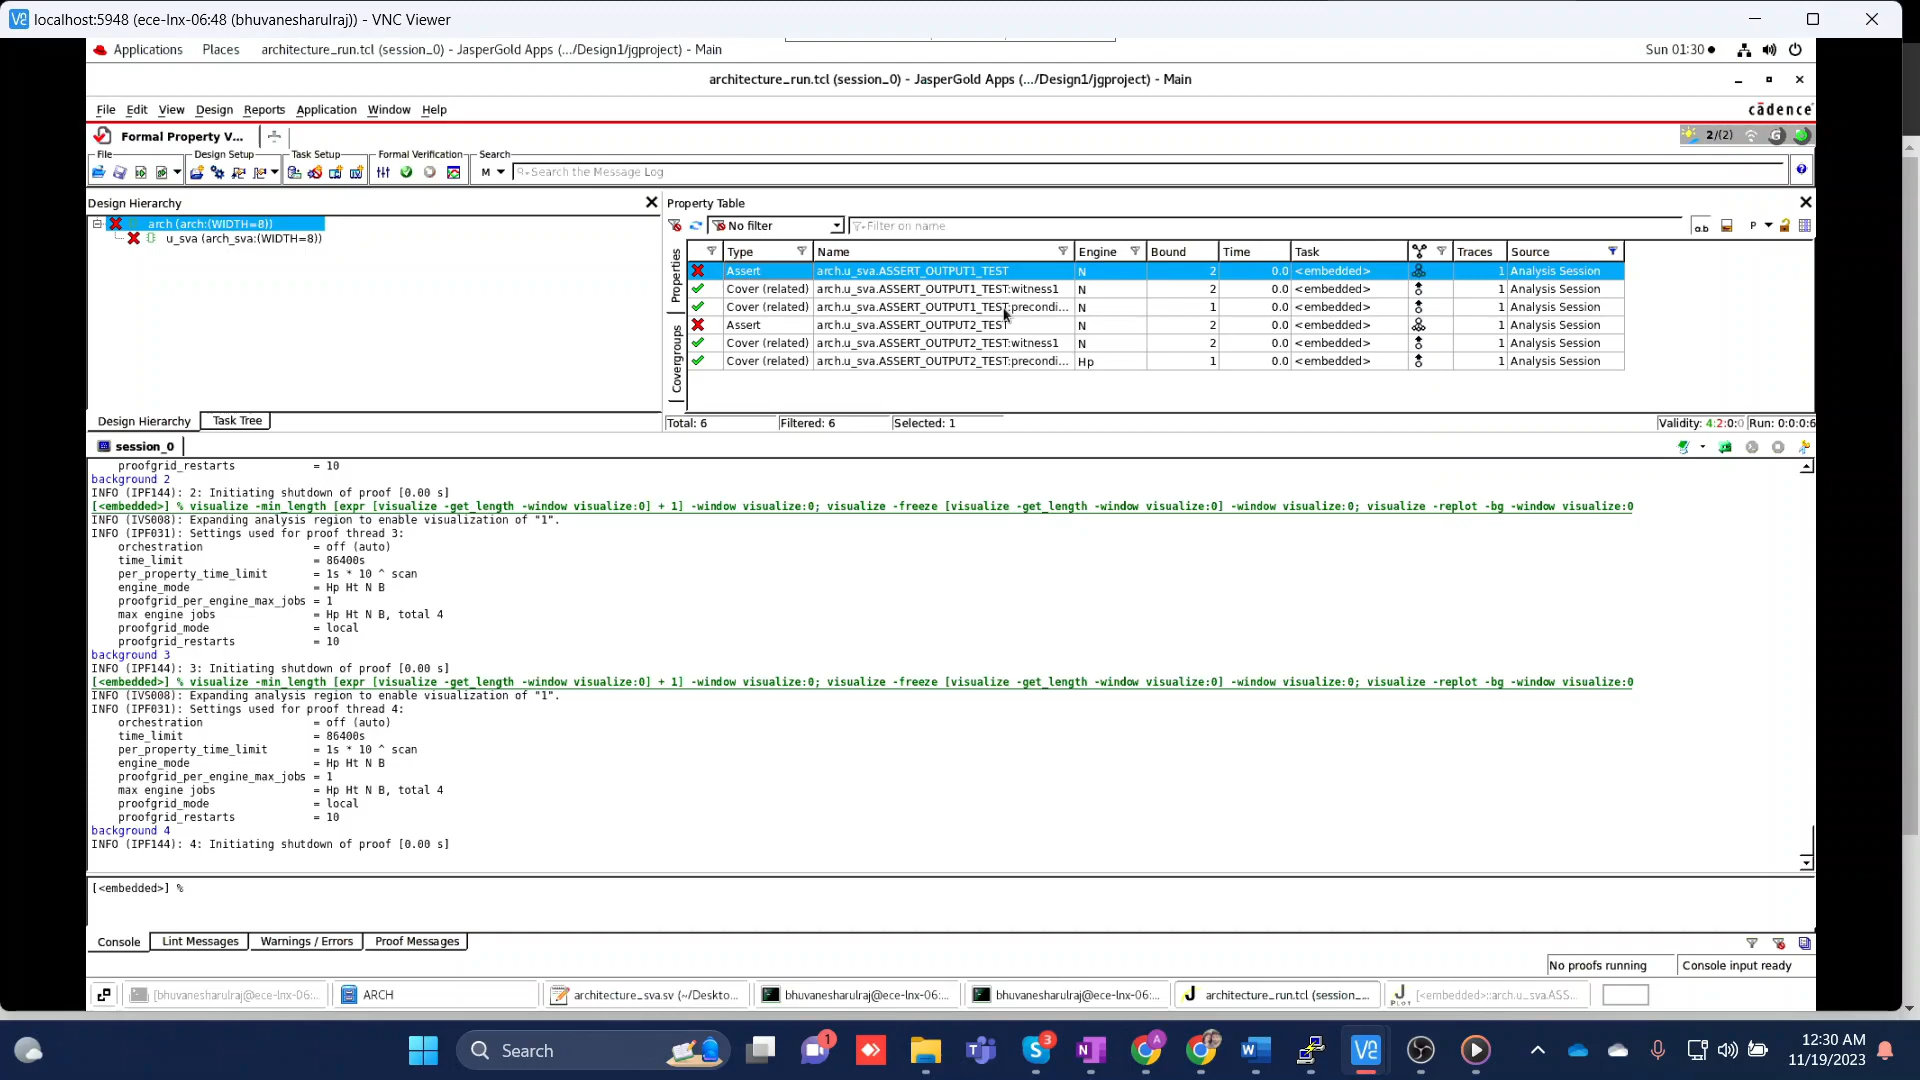 localhost:5948 (ece-lnx-06:48 (bhuvanesharulraj)) - VNC Viewer
Applications Places architecture_run.tcl (session_0) - JasperGold Apps (.../Design1/jgproject) - Main Sun 01:30
architecture_run.tcl (session_0) - JasperGold Apps (.../Design1/jgproject) - Main
File Edit View Design Reports Application Window Help cādence
Formal Property V... 2/(2)
File Design Setup Task Setup Formal Verification Search
M Search the Message Log
Design Hierarchy
arch (arch:(WIDTH=8))
u_sva (arch_sva:(WIDTH=8))
Design Hierarchy Task Tree
Property Table
No filter Filter on name a.b P
Properties
Covergroups
Type Name Engine Bound Time Task Traces Source
Assert arch.u_sva.ASSERT_OUTPUT1_TEST N 2 0.0 <embedded> 1 Analysis Session
Cover (related) arch.u_sva.ASSERT_OUTPUT1_TEST:witness1 N 2 0.0 <embedded> 1 Analysis Session
Cover (related) arch.u_sva.ASSERT_OUTPUT1_TEST:precondi... N 1 0.0 <embedded> 1 Analysis Session
Assert arch.u_sva.ASSERT_OUTPUT2_TEST N 2 0.0 <embedded> 1 Analysis Session
Cover (related) arch.u_sva.ASSERT_OUTPUT2_TEST:witness1 N 2 0.0 <embedded> 1 Analysis Session
Cover (related) arch.u_sva.ASSERT_OUTPUT2_TEST:precondi... Hp 1 0.0 <embedded> 1 Analysis Session
Total: 6 Filtered: 6 Selected: 1 Validity: 4:2:0:0 Run: 0:0:0:6
session_0
proofgrid_restarts = 10
background 2
INFO (IPF144): 2: Initiating shutdown of proof [0.00 s]
[<embedded>] % visualize -min_length [expr [visualize -get_length -window visualize:0] + 1] -window visualize:0; visualize -freeze [visualize -get_length -window visualize:0] -window visualize:0; visualize -replot -bg -window visualize:0
INFO (IVS008): Expanding analysis region to enable visualization of "1".
INFO (IPF031): Settings used for proof thread 3:
orchestration = off (auto)
time_limit = 86400s
per_property_time_limit = 1s * 10 ^ scan
engine_mode = Hp Ht N B
proofgrid_per_engine_max_jobs = 1
max engine jobs = Hp Ht N B, total 4
proofgrid_mode = local
proofgrid_restarts = 10
background 3
INFO (IPF144): 3: Initiating shutdown of proof [0.00 s]
[<embedded>] % visualize -min_length [expr [visualize -get_length -window visualize:0] + 1] -window visualize:0; visualize -freeze [visualize -get_length -window visualize:0] -window visualize:0; visualize -replot -bg -window visualize:0
INFO (IVS008): Expanding analysis region to enable visualization of "1".
INFO (IPF031): Settings used for proof thread 4:
orchestration = off (auto)
time_limit = 86400s
per_property_time_limit = 1s * 10 ^ scan
engine_mode = Hp Ht N B
proofgrid_per_engine_max_jobs = 1
max engine jobs = Hp Ht N B, total 4
proofgrid_mode = local
proofgrid_restarts = 10
background 4
INFO (IPF144): 4: Initiating shutdown of proof [0.00 s]
[<embedded>] %
Console Lint Messages Warnings / Errors Proof Messages
No proofs running Console input ready
[bhuvanesharulraj@ece-lnx-06:... ARCH architecture_sva.sv (~/Deskto... bhuvanesharulraj@ece-lnx-06:... bhuvanesharulraj@ece-lnx-06:... architecture_run.tcl (session_... [<embedded>::arch.u_sva.ASS...
Search 1 3 12:30 AM
11/19/2023